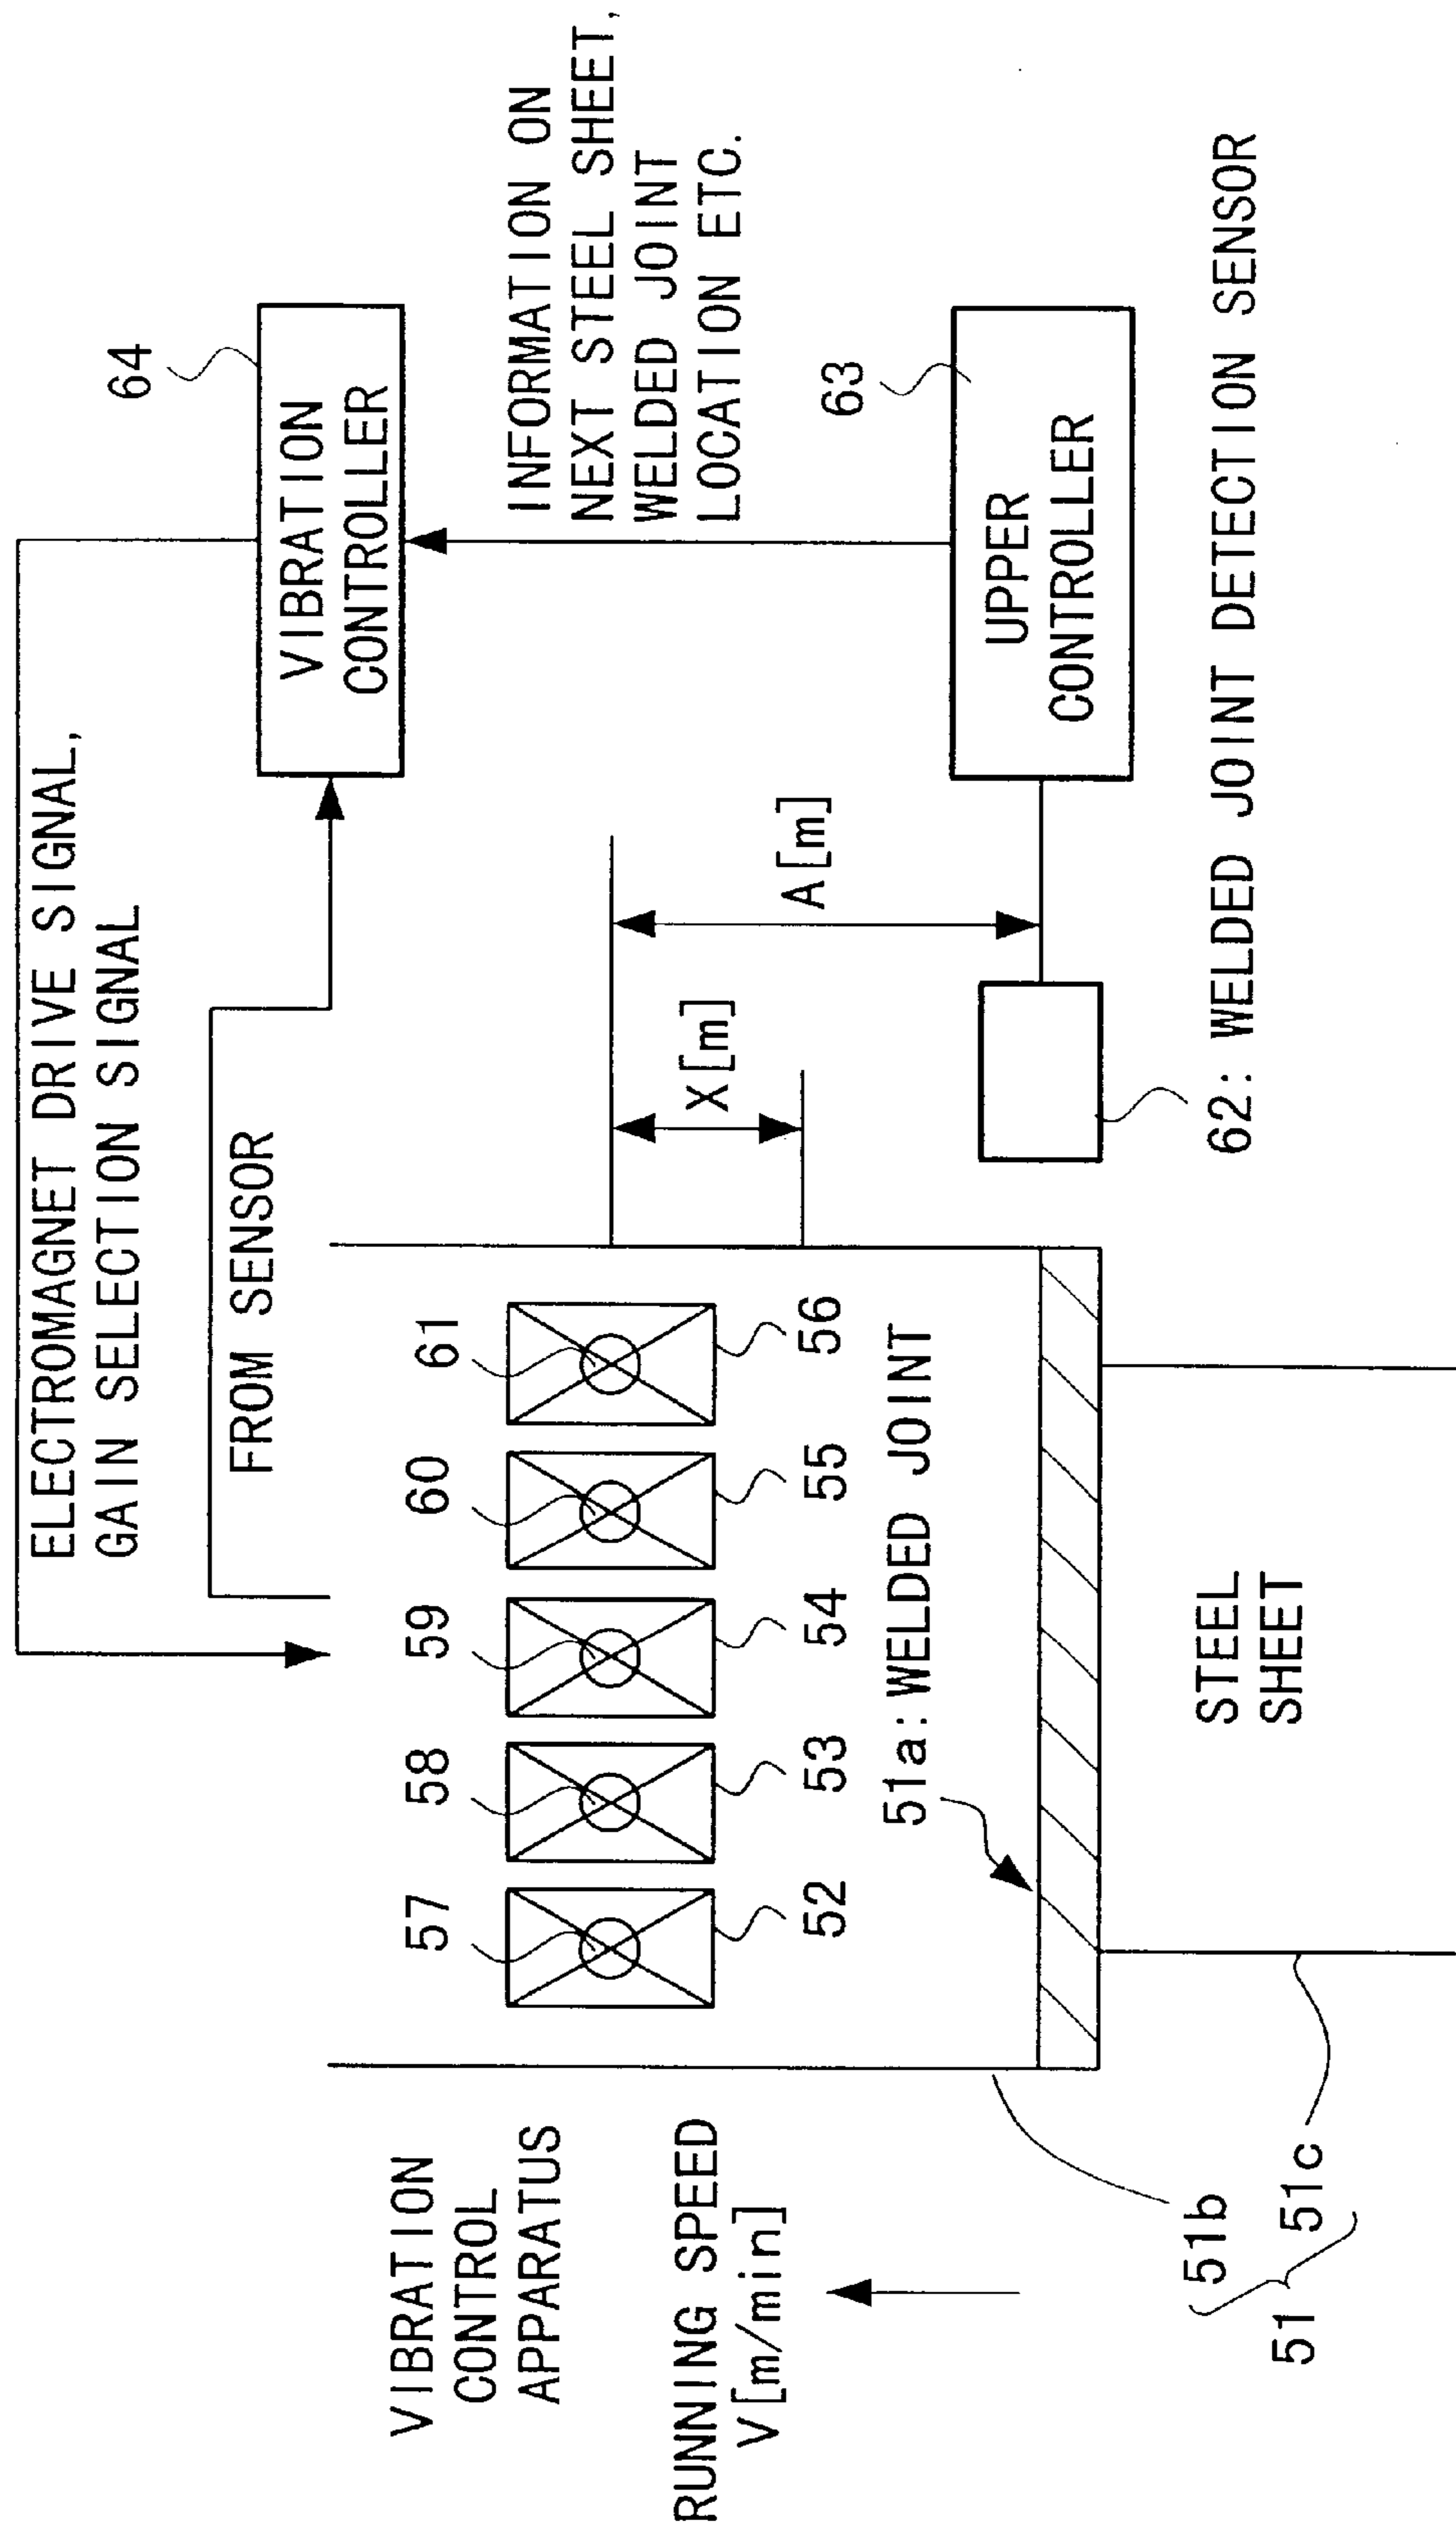 ELECTROMAGNET DRIVE SIGNAL,
GAIN SELECTION SIGNAL
FROM SENSOR
64
VIBRATION
CONTROLLER
INFORMATION ON
NEXT STEEL SHEET,
WELDED JOINT
LOCATION ETC.
63
UPPER
CONTROLLER
VIBRATION
CONTROL
APPARATUS
57
58
59
60
61
52
53
54
55
56
X[m]
A[m]
RUNNING SPEED
V[m/min]
51a:WELDED JOINT
62: WELDED JOINT DETECTION SENSOR
STEEL
SHEET
51b
51c
51